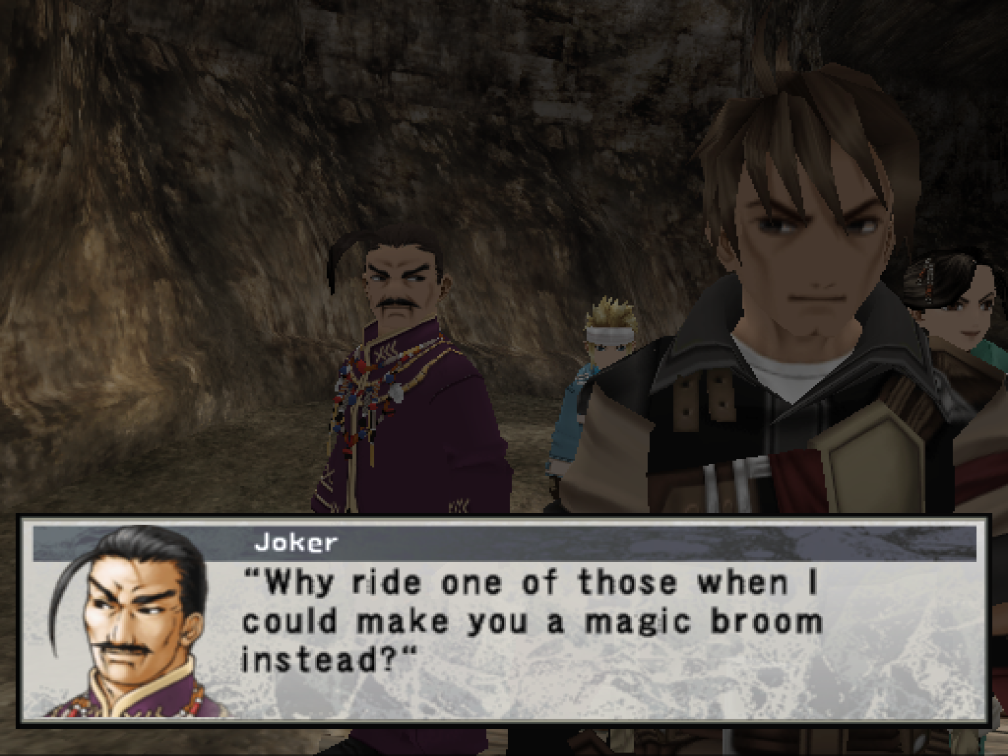 Joker
“Why ride one of those when I
could make you a magic broom
instead?“